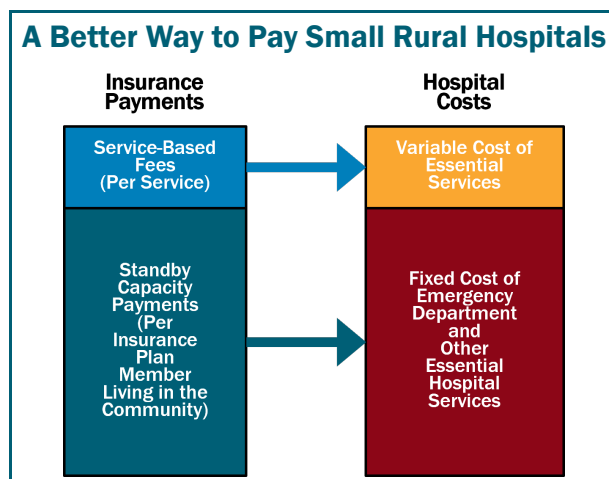 A Better Way to Pay Small Rural Hospitals
Insurance
Payments
Hospital
Costs
Service-Based
Fees
(Per Service)
Variable Cost of
Essential
Services
Standby
Capacity
Payments
(Per
Insurance
Plan
Member
Living in the
Community)
Fixed Cost of
Emergency
Department
and
Other
Essential
Hospital
Services